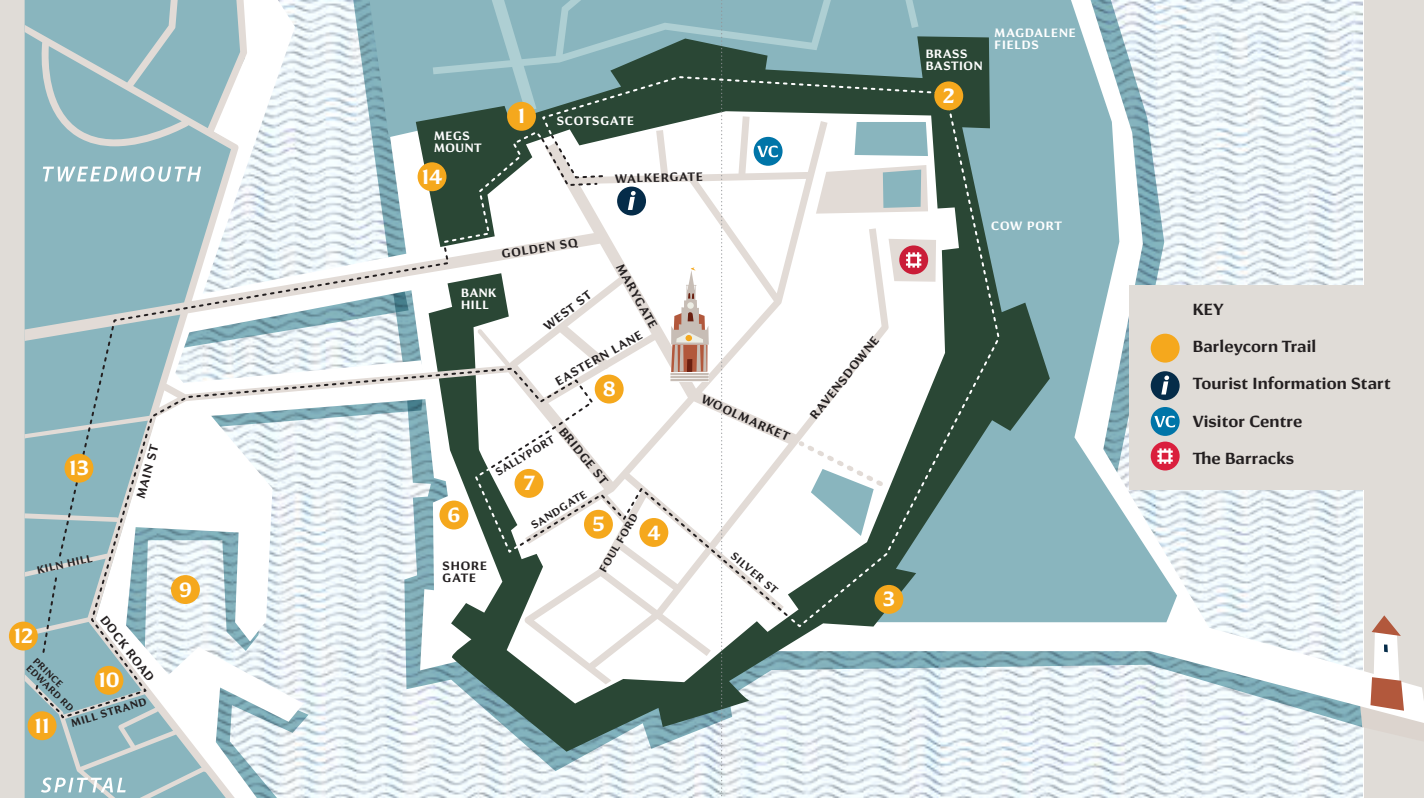 MAGDALENE
FIELDS
BRASS
BASTION
2
1
SCOTSGATE
MEGS
MOUNT
14
VC
TWEEDMOUTH
WALKERGATE
i
COW PORT
GOLDEN SQ
MARYGATE
BANK
HILL
WEST ST
EASTERN LANE
8
KEY
Barleycorn Trail
i
Tourist Information Start
VC
Visitor Centre
The Barracks
RAVENSDOWNE
WOOLMARKET
BRIDGE ST
SALLYPORT
7
13
MAIN ST
6
SANDGATE
5
4
FOUL FORD
SILVER ST
SHORE
GATE
KILN HILL
9
3
12
DOCK ROAD
PRINCE
EDWARD RD
10
MILL STRAND
11
SPITTAL